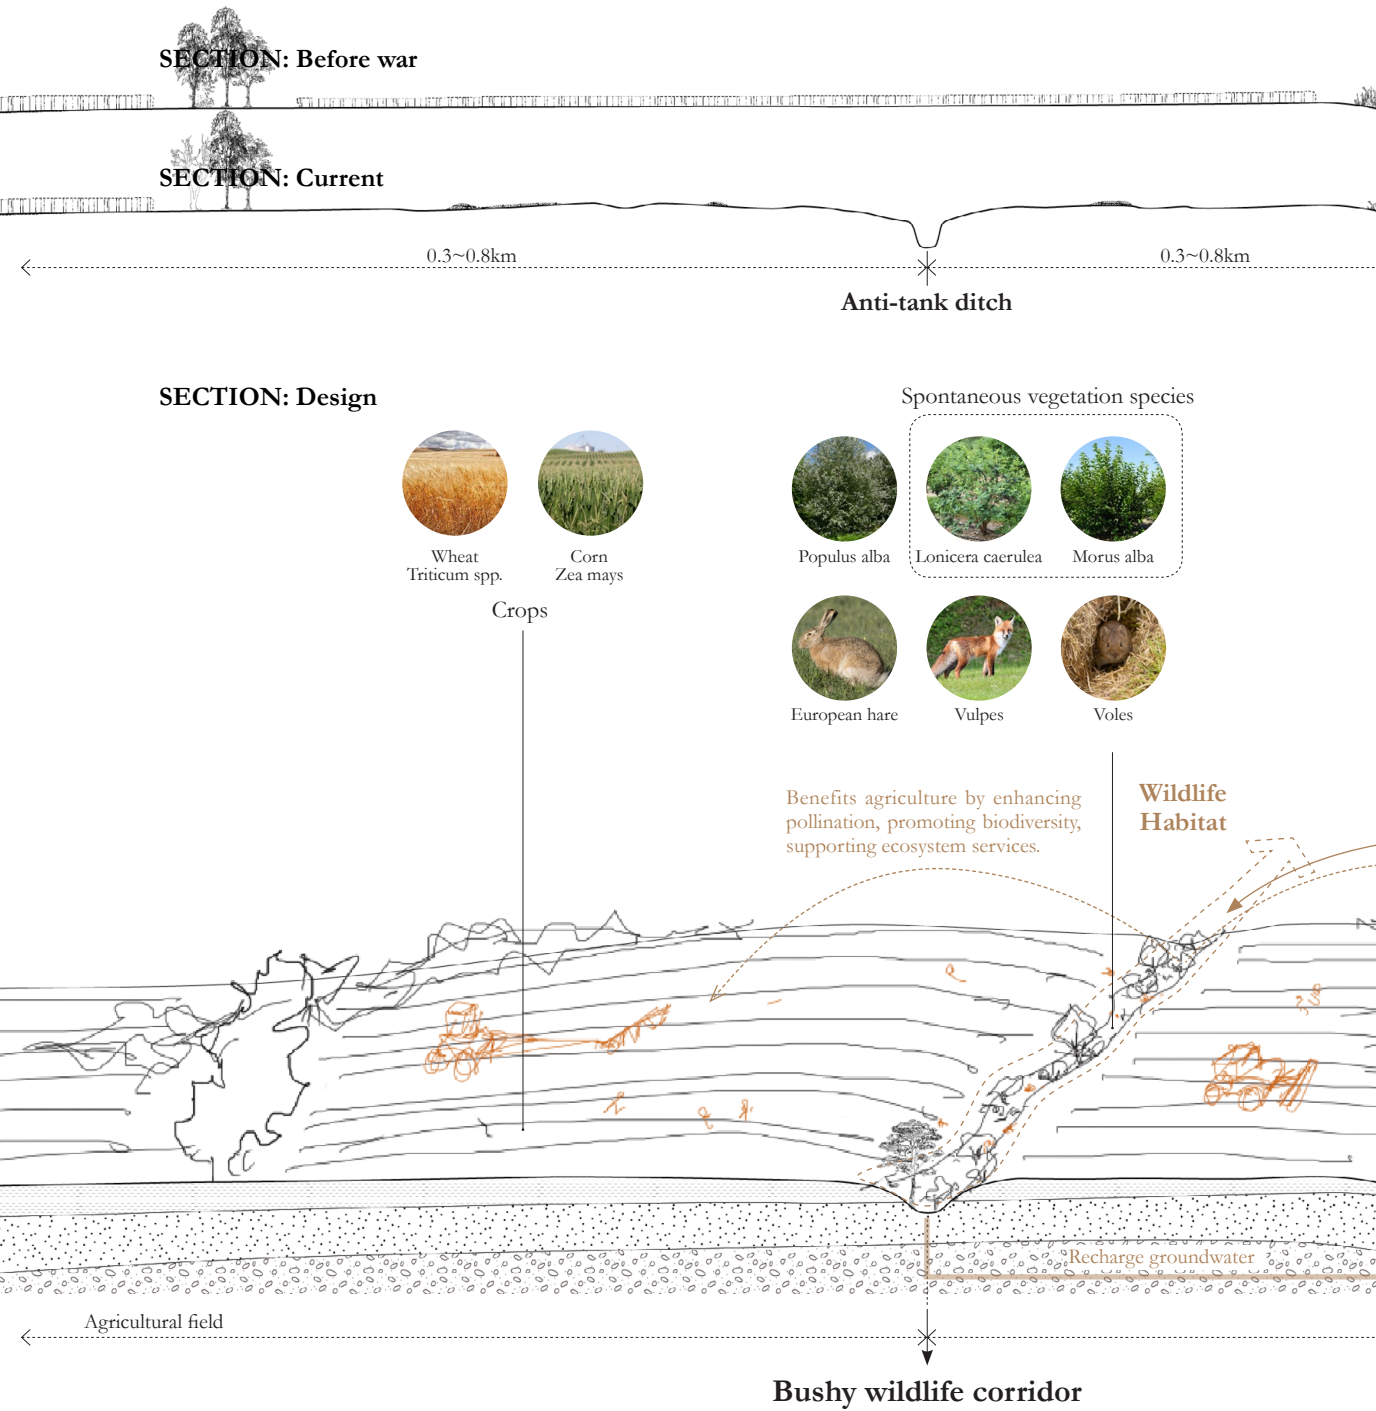 SECTION: Before war
SECTION: Current
0.3~0.8km
0.3~0.8km
Anti-tank ditch
SECTION: Design
Spontaneous vegetation species
Wheat
Triticum spp.
Corn
Zea mays
Populus alba
Lonicera caerulea
Morus alba
Crops
European hare
Vulpes
Voles
Benefits agriculture by enhancing
pollination, promoting biodiversity,
supporting ecosystem services.
Wildlife
Habitat
Recharge groundwater
Agricultural field
Bushy wildlife corridor